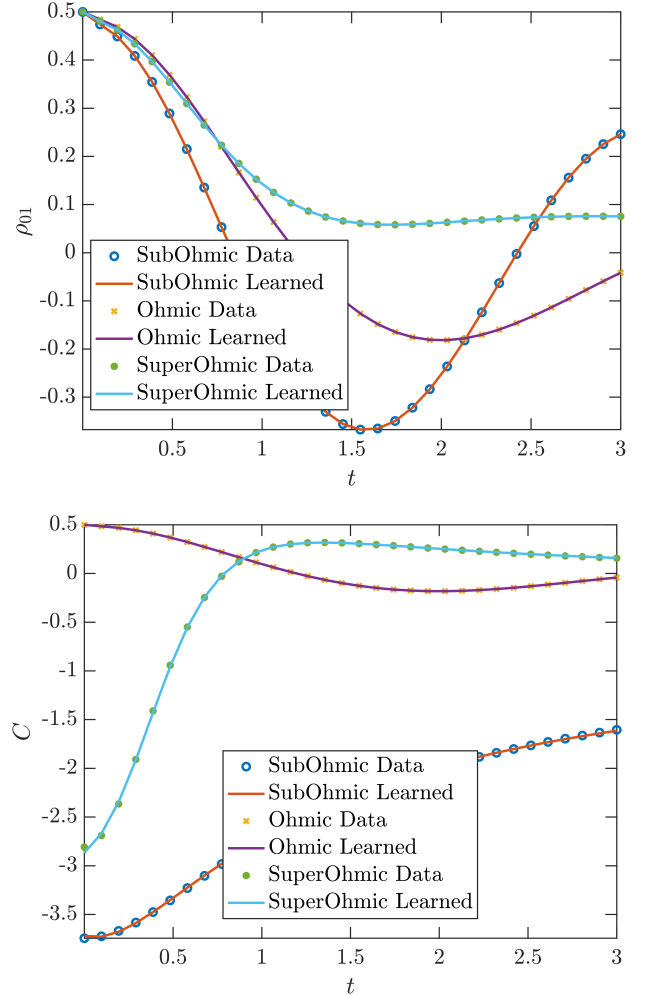 0.5
0.4
0.3
0.2
0.1
0
-0.1
-0.2
-0.3
ρ01
SubOhmic Data
SubOhmic Learned
Ohmic Data
Ohmic Learned
SuperOhmic Data
SuperOhmic Learned
0.5 1 1.5 2 2.5 3
t
0.5
0
-0.5
-1
-1.5
-2
-2.5
-3
-3.5
C
SubOhmic Data
SubOhmic Learned
Ohmic Data
Ohmic Learned
SuperOhmic Data
SuperOhmic Learned
0.5 1 1.5 2 2.5 3
t